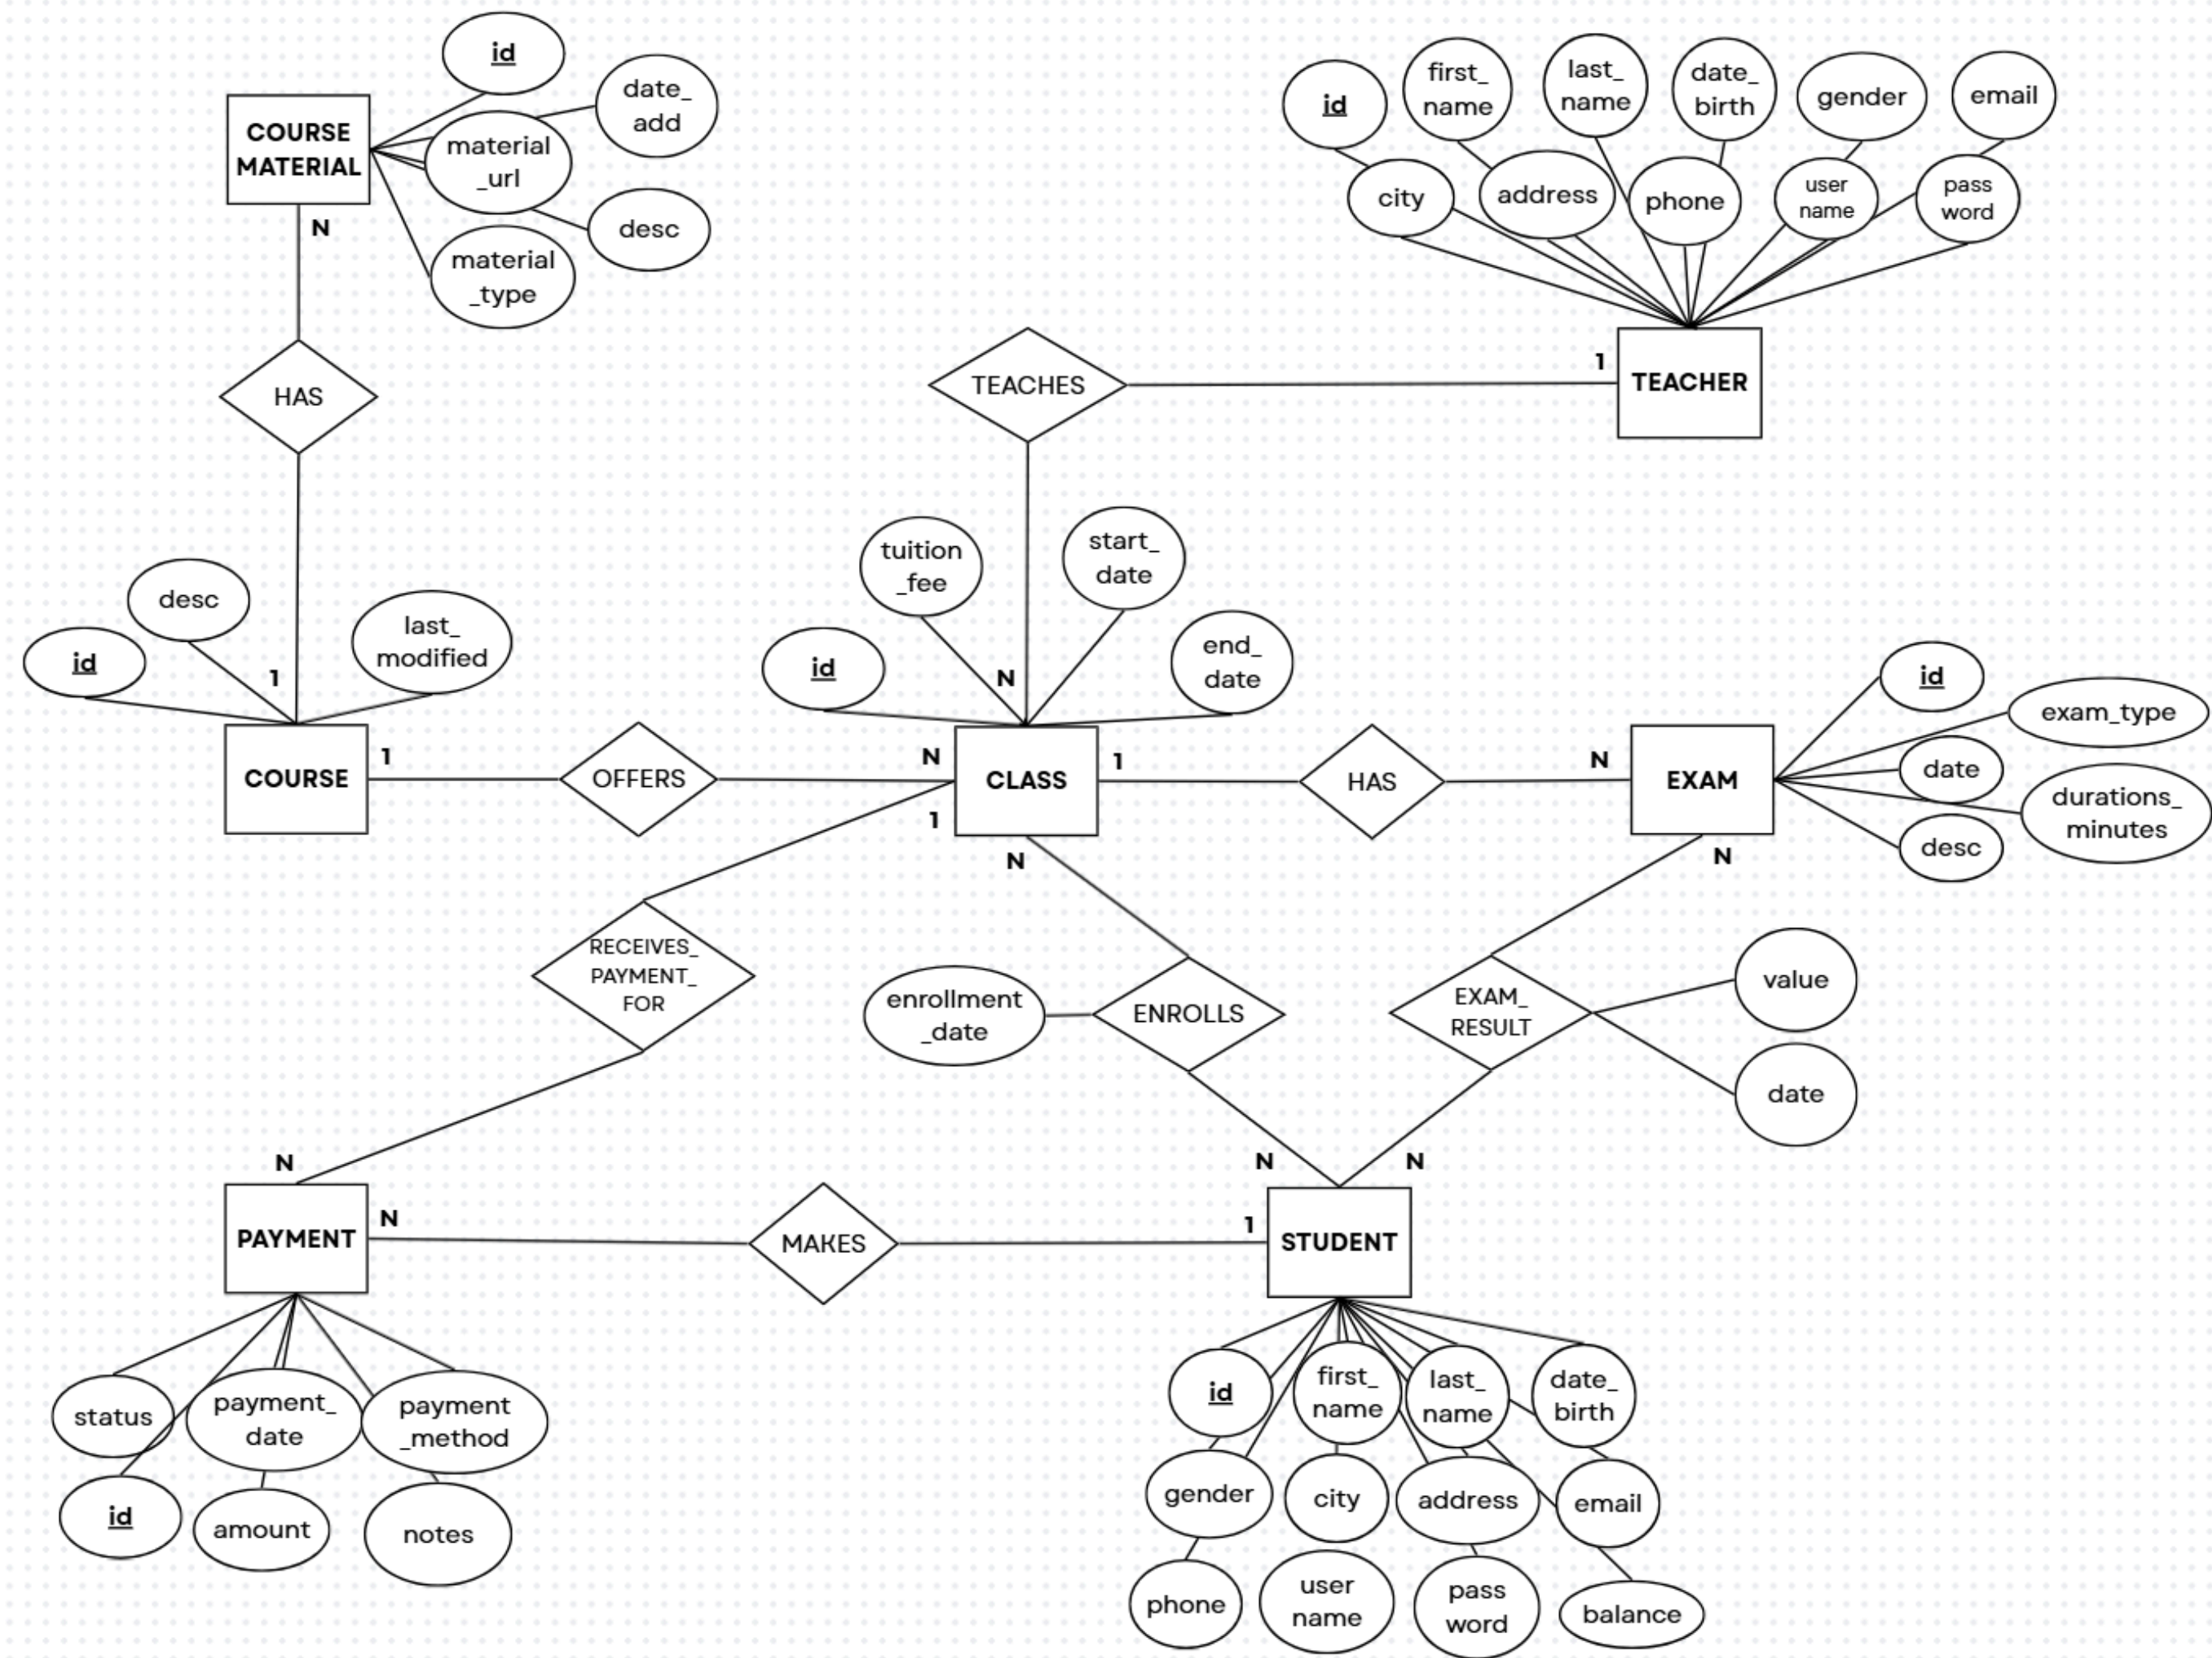 id
date_
add
COURSE
MATERIAL
material
_url
desc
material
_type
N
HAS
id
first_
name
last_
name
date_
birth
gender
email
city
address
phone
user
name
pass
word
1
TEACHER
TEACHES
tuition
_fee
start_
date
id
end_
date
N
desc
last_
modified
id
1
COURSE
1
OFFERS
N
CLASS
1
HAS
N
EXAM
id
exam_type
date
durations_
minutes
desc
1
N
N
RECEIVES_
PAYMENT_
FOR
enrollment
_date
ENROLLS
EXAM_
RESULT
value
date
N
N
N
PAYMENT
N
MAKES
1
STUDENT
status
payment_
date
payment
_method
id
amount
notes
id
first_
name
last_
name
date_
birth
gender
city
address
email
phone
user
name
pass
word
balance